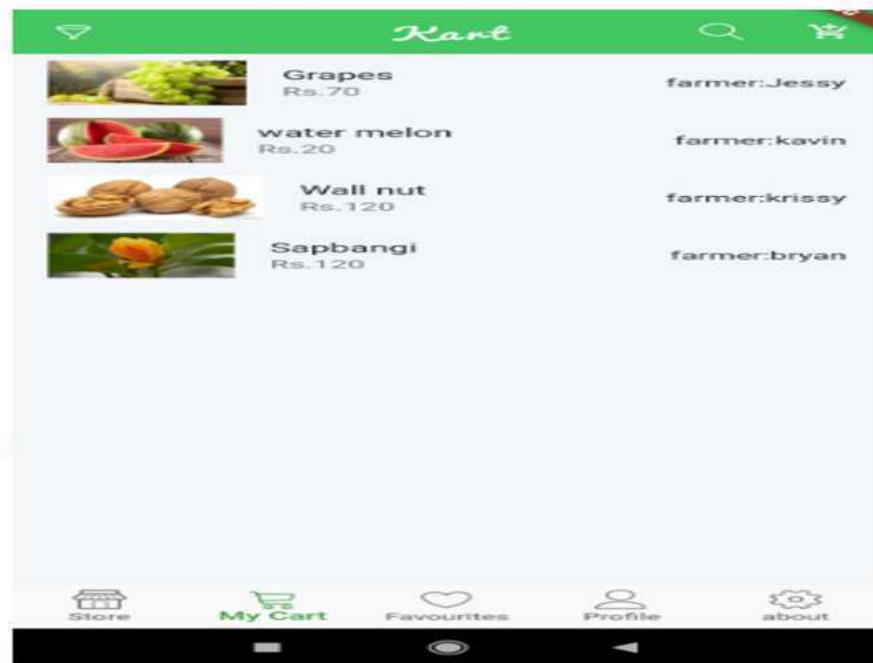 Kart
Grapes
Rs.70
farmer:Jessy
water melon
Rs.20
farmer:kavin
Wall nut
Rs.120
farmer:krissy
Sapbangi
Rs.120
farmer:bryan
Store
My Cart
Favourites
Profile
about